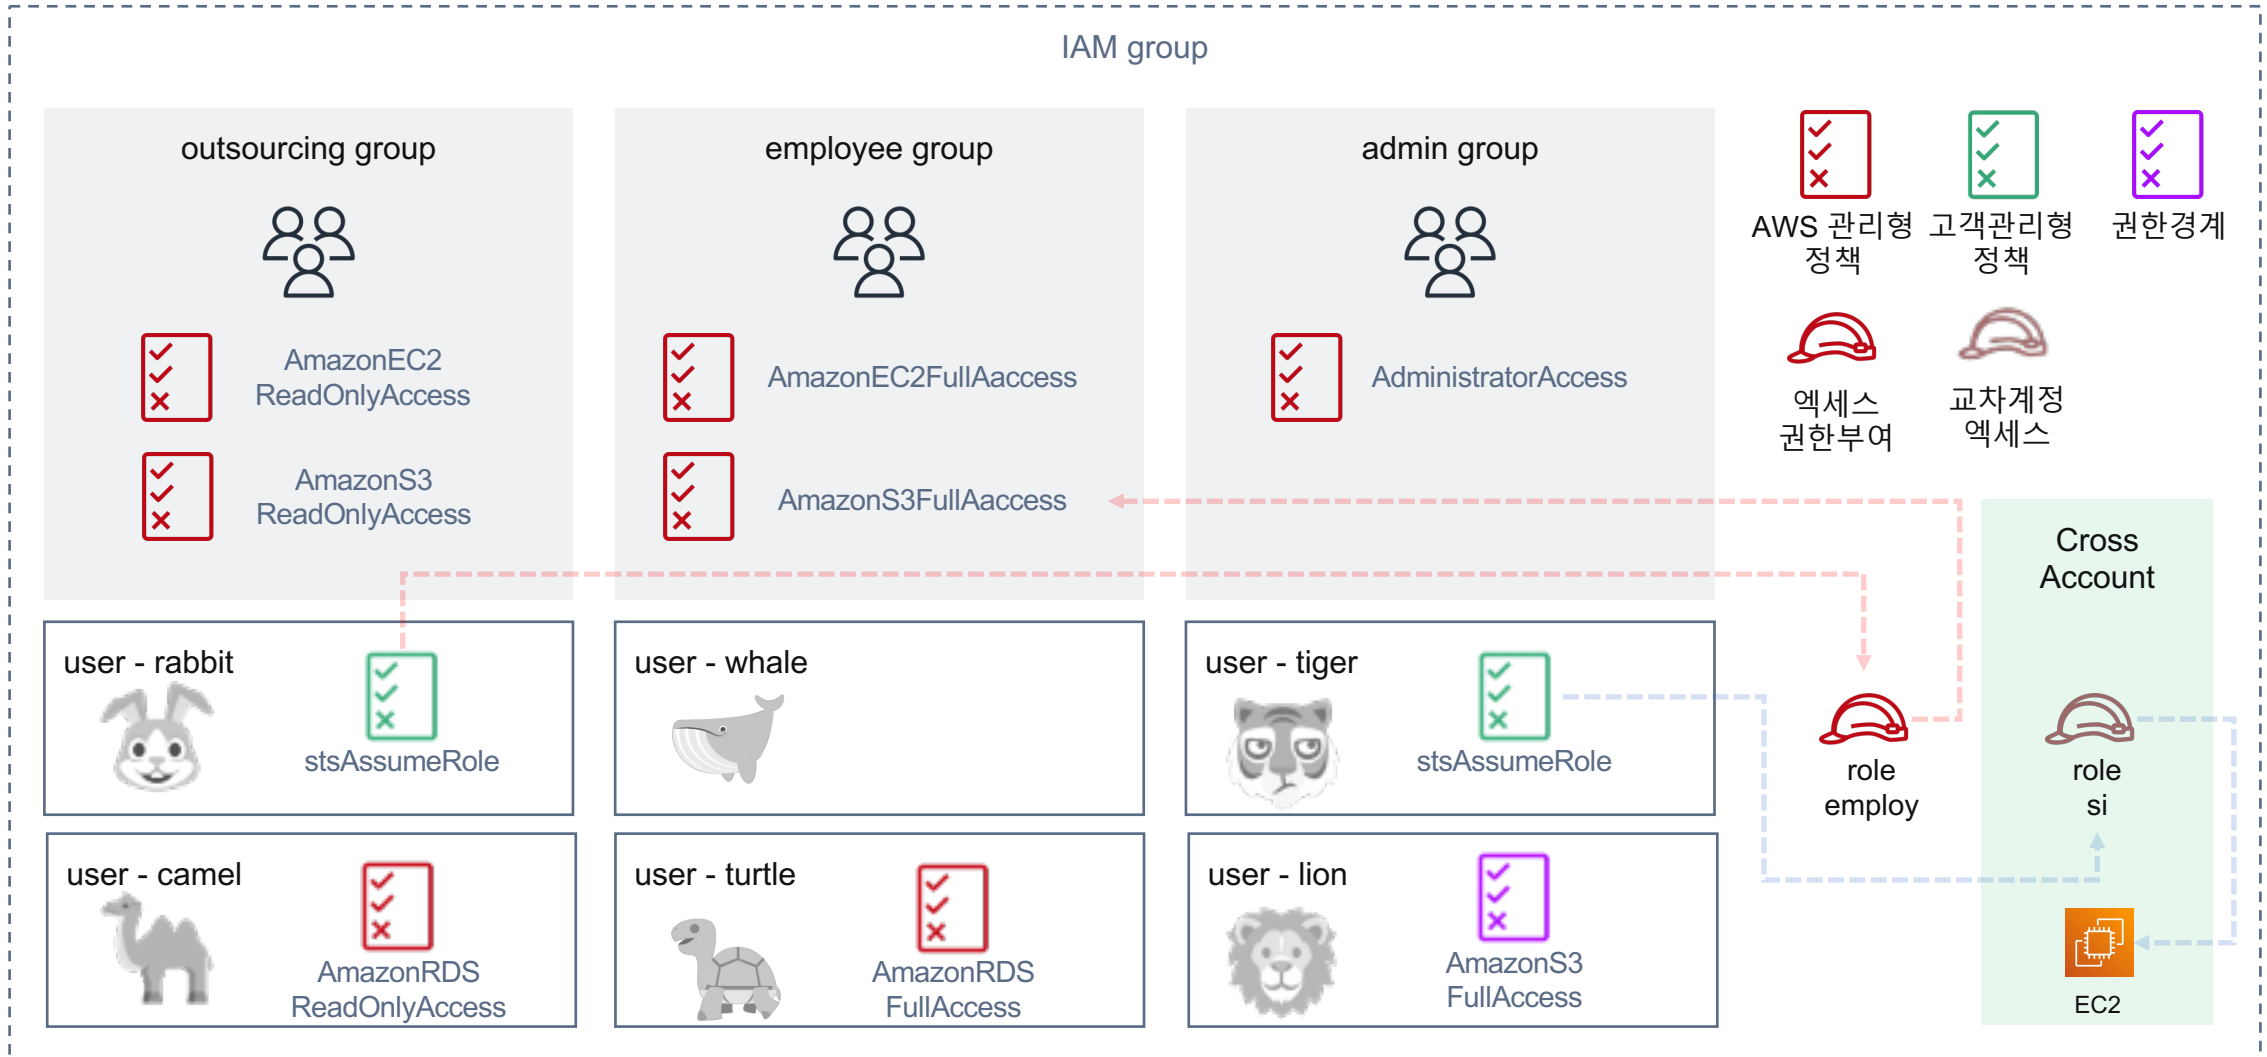 IAM group
outsourcing group
AmazonEC2
ReadOnlyAccess
AmazonS3
ReadOnlyAccess
employee group
AmazonEC2FullAaccess
AmazonS3FullAaccess
admin group
AdministratorAccess
AWS 관리형
정책
고객관리형
정책
권한경계
엑세스
권한부여
교차계정
엑세스
user - rabbit
stsAssumeRole
user - whale
user - tiger
stsAssumeRole
user - camel
AmazonRDS
ReadOnlyAccess
user - turtle
AmazonRDS
FullAccess
user - lion
AmazonS3
FullAccess
role
employ
Cross
Account
role
si
EC2